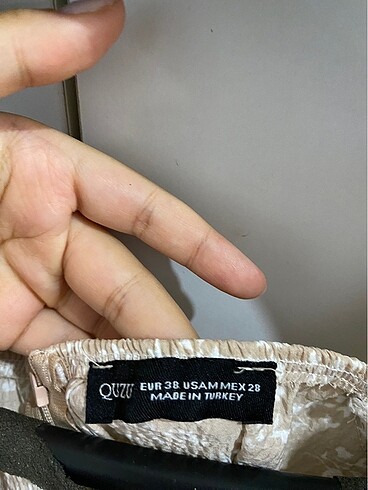 QUZU EUR 38 USAM MEX 28
MADE IN TURKEY